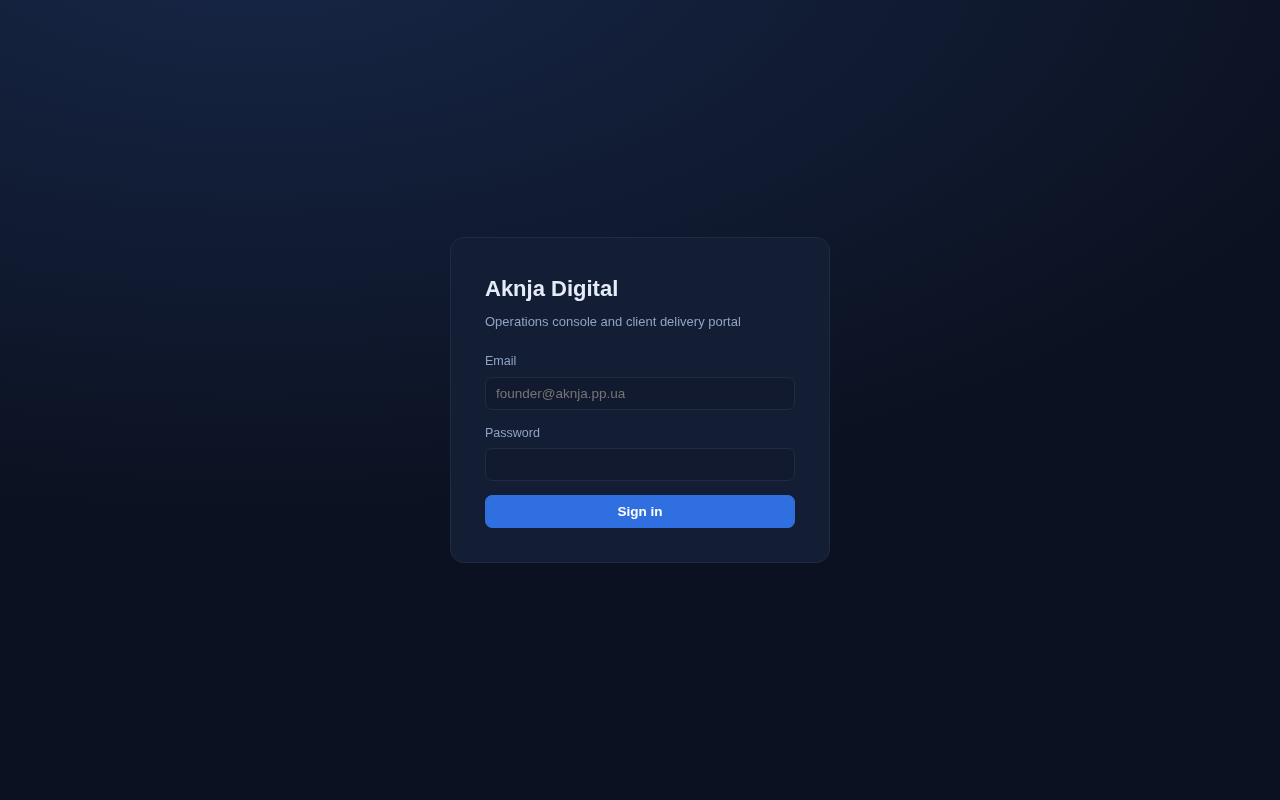 Aknja Digital
Operations console and client delivery portal
Email
founder@aknja.pp.ua
Password
Sign in